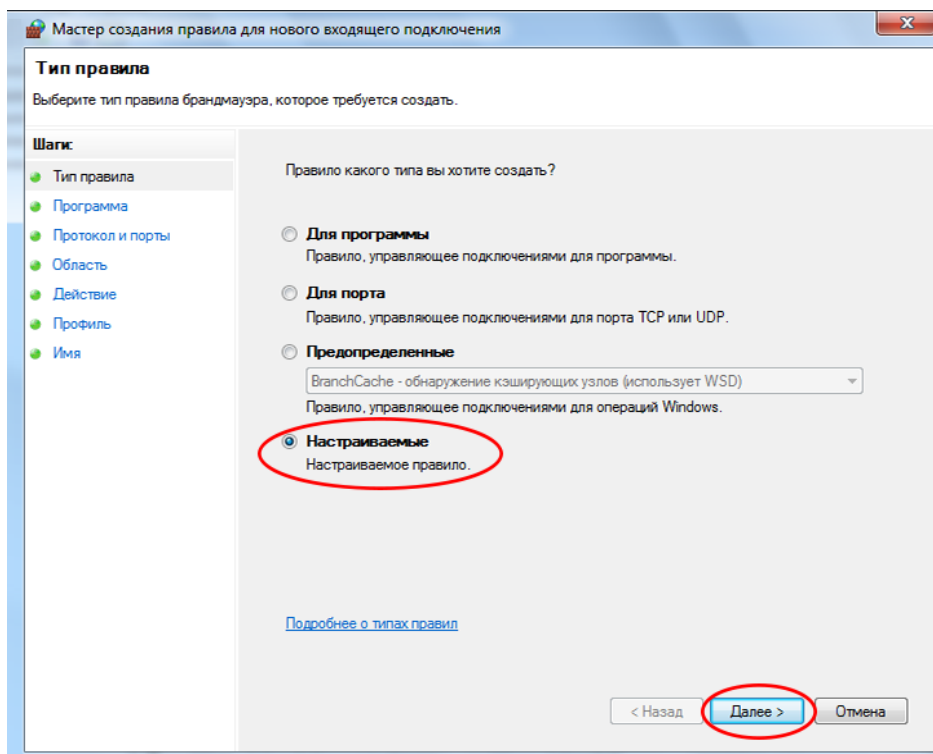 Мастер создания правила для нового входящего подключения
Тип правила
Выберите тип правила брандмауэра, которое требуется создать.
Шаги:
Тип правила
Программа
Протокол и порты
Область
Действие
Профиль
Имя
Правило какого типа вы хотите создать?
Для программы
Правило, управляющее подключениями для программы.
Для порта
Правило, управляющее подключениями для порта TCP или UDP.
Предопределенные
BranchCache - обнаружение кэширующих узлов (использует WSD)
Правило, управляющее подключениями для операций Windows.
Настраиваемые
Настраиваемое правило.
Подробнее о типах правил
< Назад
Далее >
Отмена